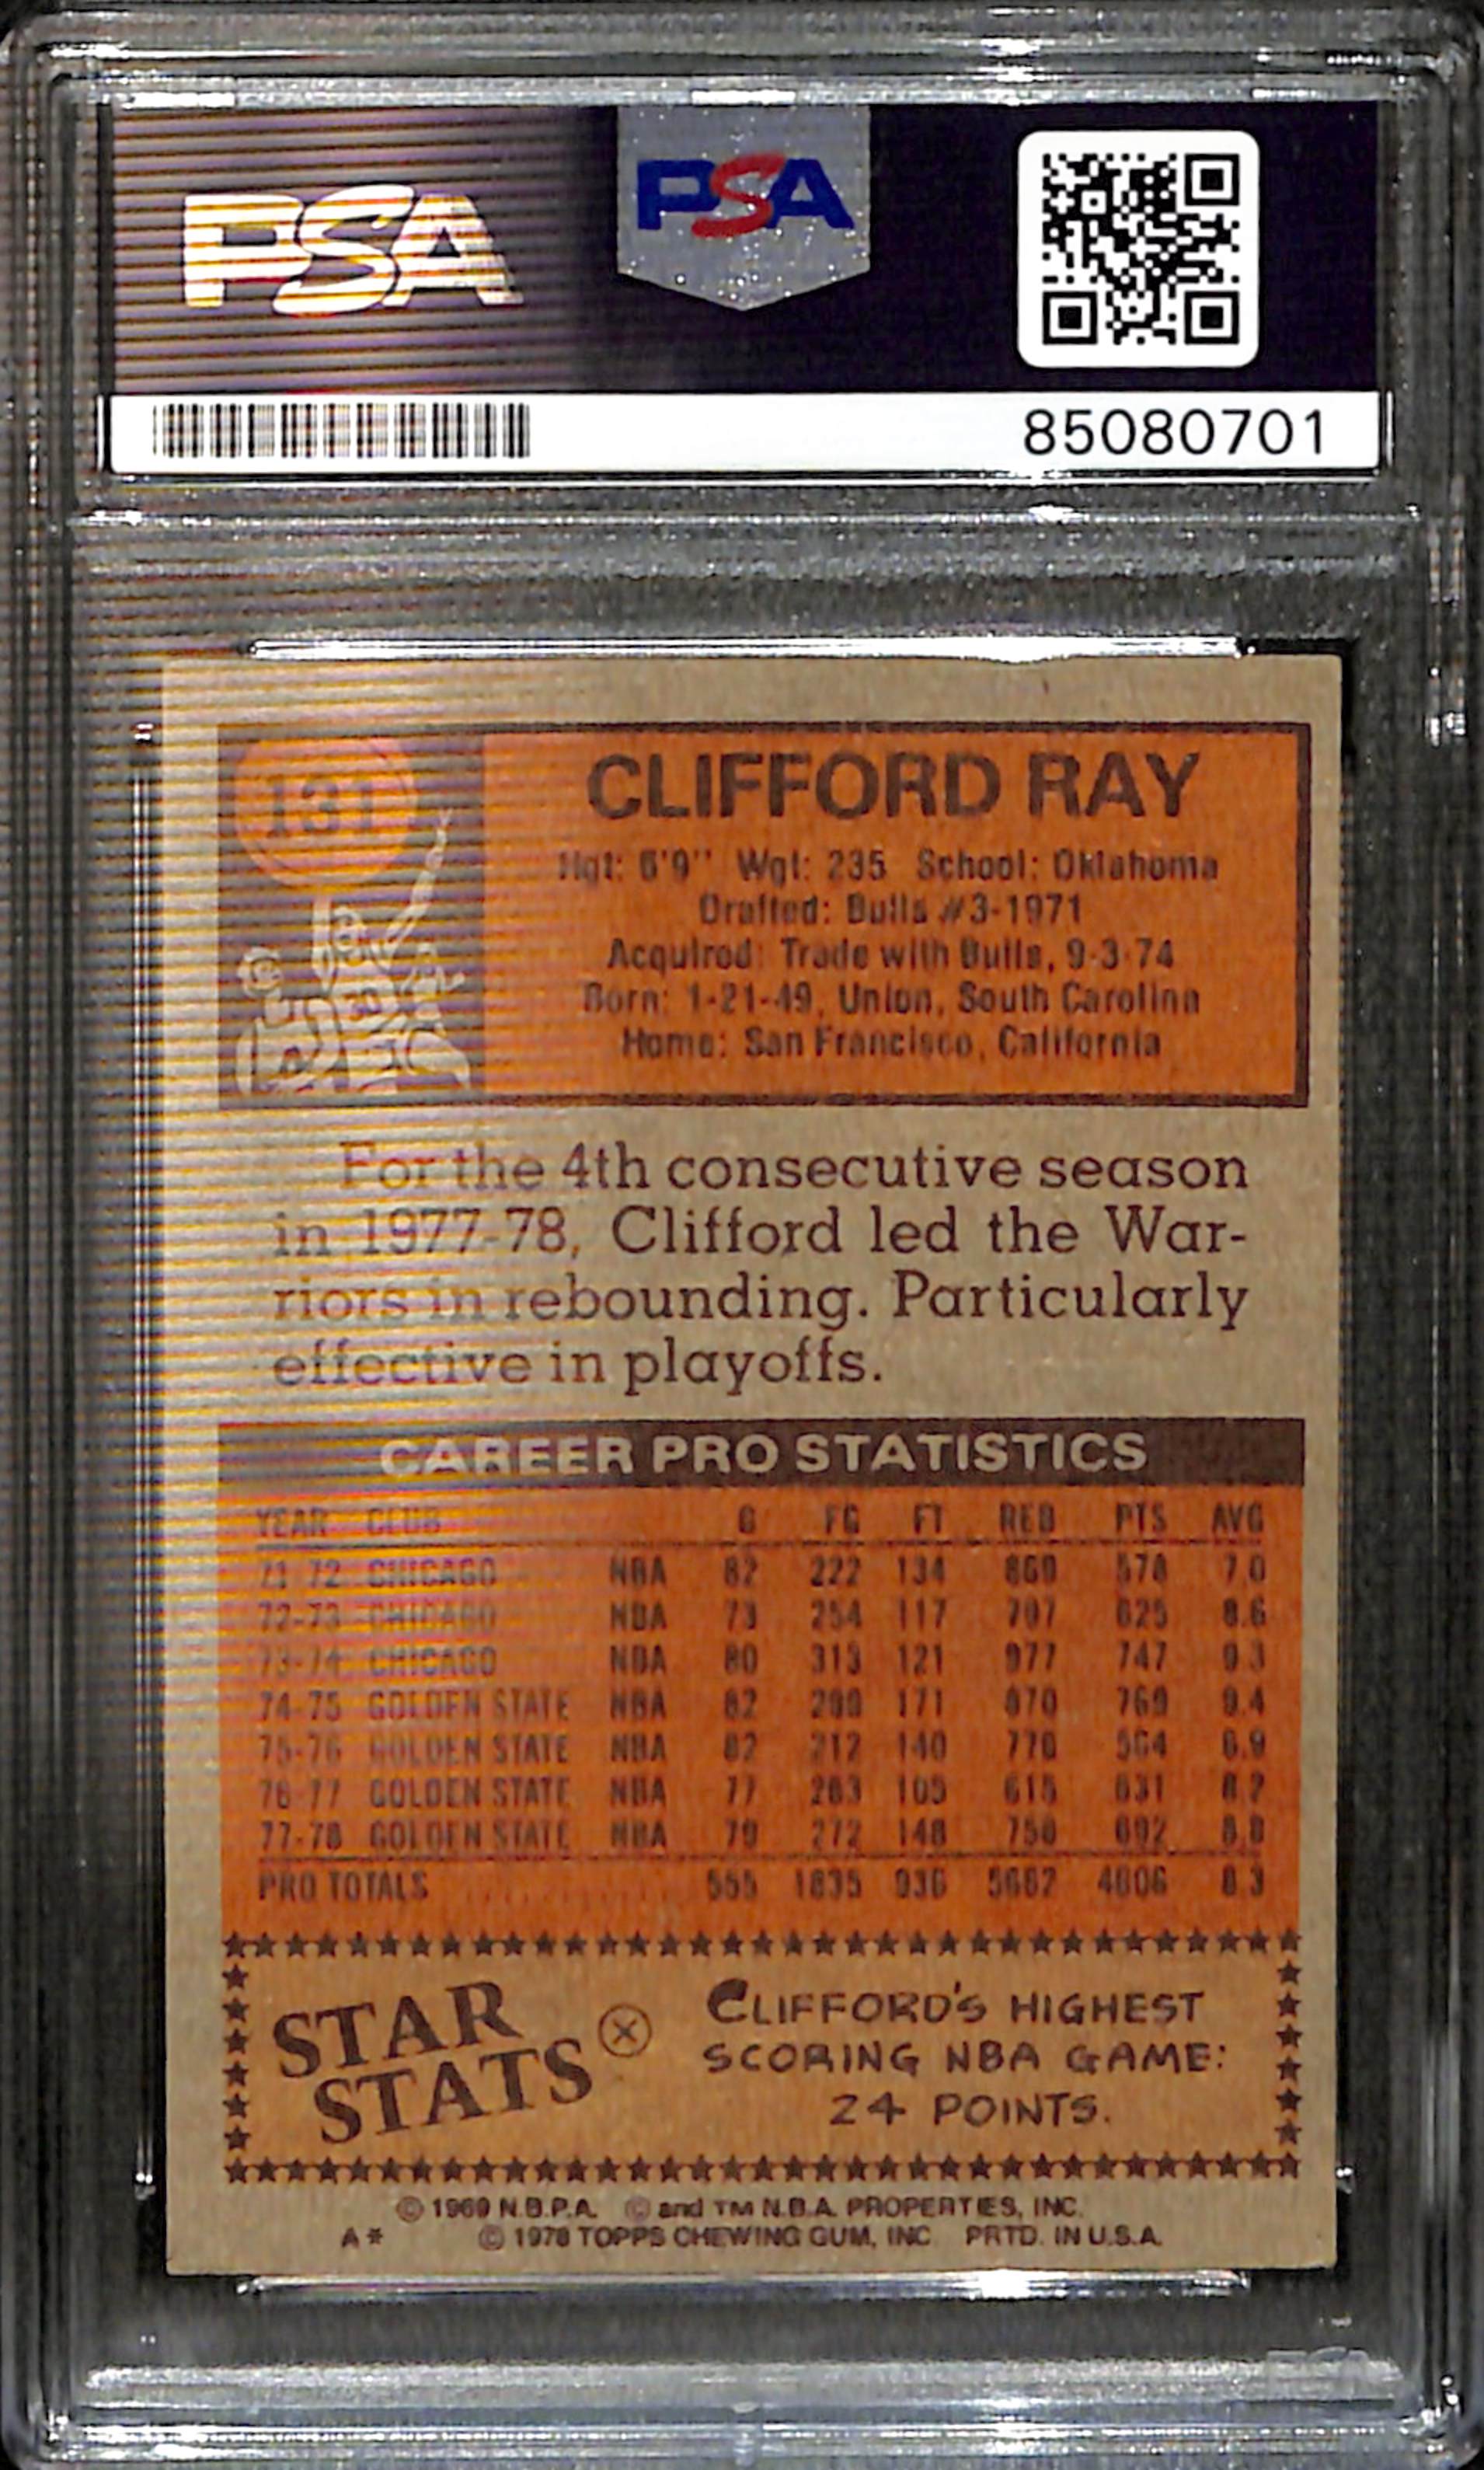 PSA
PSA
85080701
131
CLIFFORD RAY
Hgt: 6'9" Wgt: 235 School: Oklahoma
Drafted: Bulls #3-1971
Acquired: Trade with Bulls, 9-3-74
Born: 1-21-49, Union, South Carolina
Home: San Francisco, California
For the 4th consecutive season
in 1977-78, Clifford led the War-
riors in rebounding. Particularly
effective in playoffs.
CAREER PRO STATISTICS
YEAR CLUB G FG FT REB PTS AVG
71-72 CHICAGO NBA 82 222 134 869 578 7.0
72-73 CHICAGO NBA 73 254 117 797 625 8.6
73-74 CHICAGO NBA 80 313 121 977 747 9.3
74-75 GOLDEN STATE NBA 82 299 171 870 769 9.4
75-76 GOLDEN STATE NBA 82 212 140 776 564 6.9
76-77 GOLDEN STATE NBA 77 263 105 615 631 8.2
77-78 GOLDEN STATE NBA 79 272 148 758 692 8.8
PRO TOTALS 555 1835 936 5662 4606 8.3
STAR
STATS
CLIFFORD'S HIGHEST
SCORING NBA GAME:
24 POINTS.
© 1969 N.B.P.A. © and TM N.B.A. PROPERTIES, INC.
A* © 1978 TOPPS CHEWING GUM, INC. PRTD. IN U.S.A.